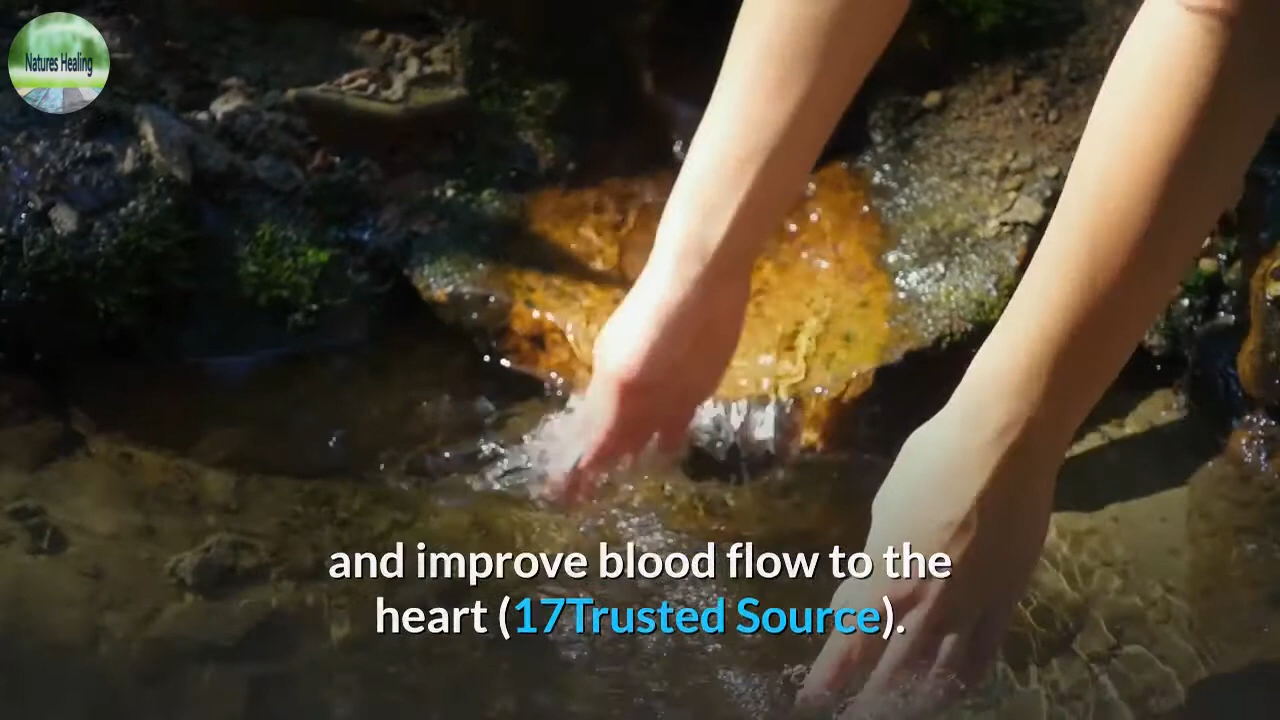 Natures Healing
and improve blood flow to the
heart (17Trusted Source).